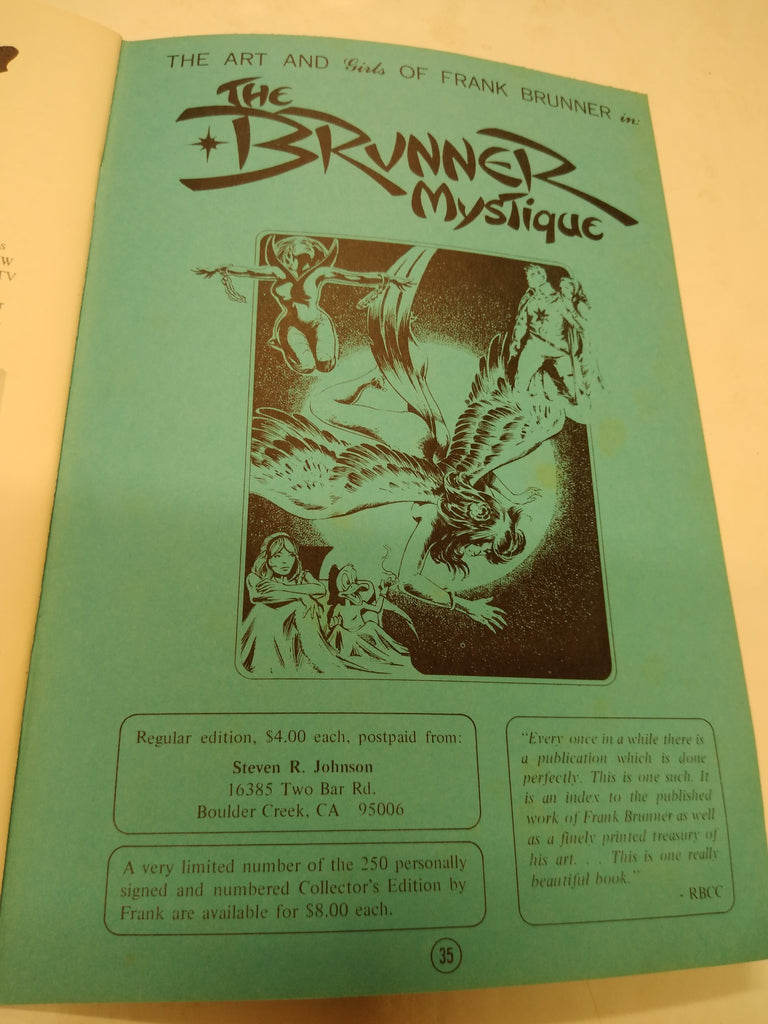 THE ART AND Girls OF FRANK BRUNNER in:
THE
BRUNNER
MYSTIQUE
Regular edition, $4.00 each, postpaid from:
Steven R. Johnson
16385 Two Bar Rd.
Boulder Creek, CA 95006
A very limited number of the 250 personally
signed and numbered Collector's Edition by
Frank are available for $8.00 each.
"Every once in a while there is
a publication which is done
perfectly. This is one such. It
is an index to the published
work of Frank Brunner as well
as a finely printed treasury of
his art. . . This is one really
beautiful book."
- RBCC
35
s
W
TV